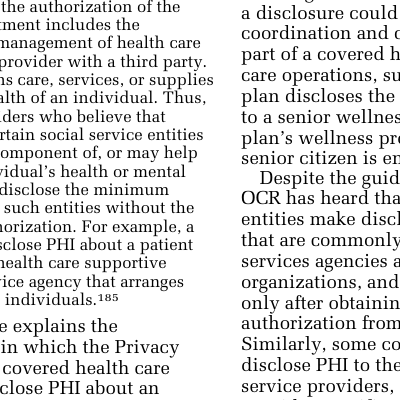 the authorization of the
tment includes the
management of health care
provider with a third party.
ns care, services, or supplies
alth of an individual. Thus,
ders who believe that
rtain social service entities
omponent of, or may help
vidual's health or mental
disclose the minimum
such entities without the
horization. For example, a
sclose PHI about a patient
health care supportive
vice agency that arranges
individuals.¹⁸⁵
e explains the
in which the Privacy
covered health care
close PHI about an
a disclosure could
coordination and
part of a covered h
care operations, su
plan discloses the
to a senior wellnes
plan's wellness pro
senior citizen is en
Despite the guid
OCR has heard tha
entities make discl
that are commonly
services agencies a
organizations, and
only after obtainin
authorization from
Similarly, some co
disclose PHI to the
service providers,